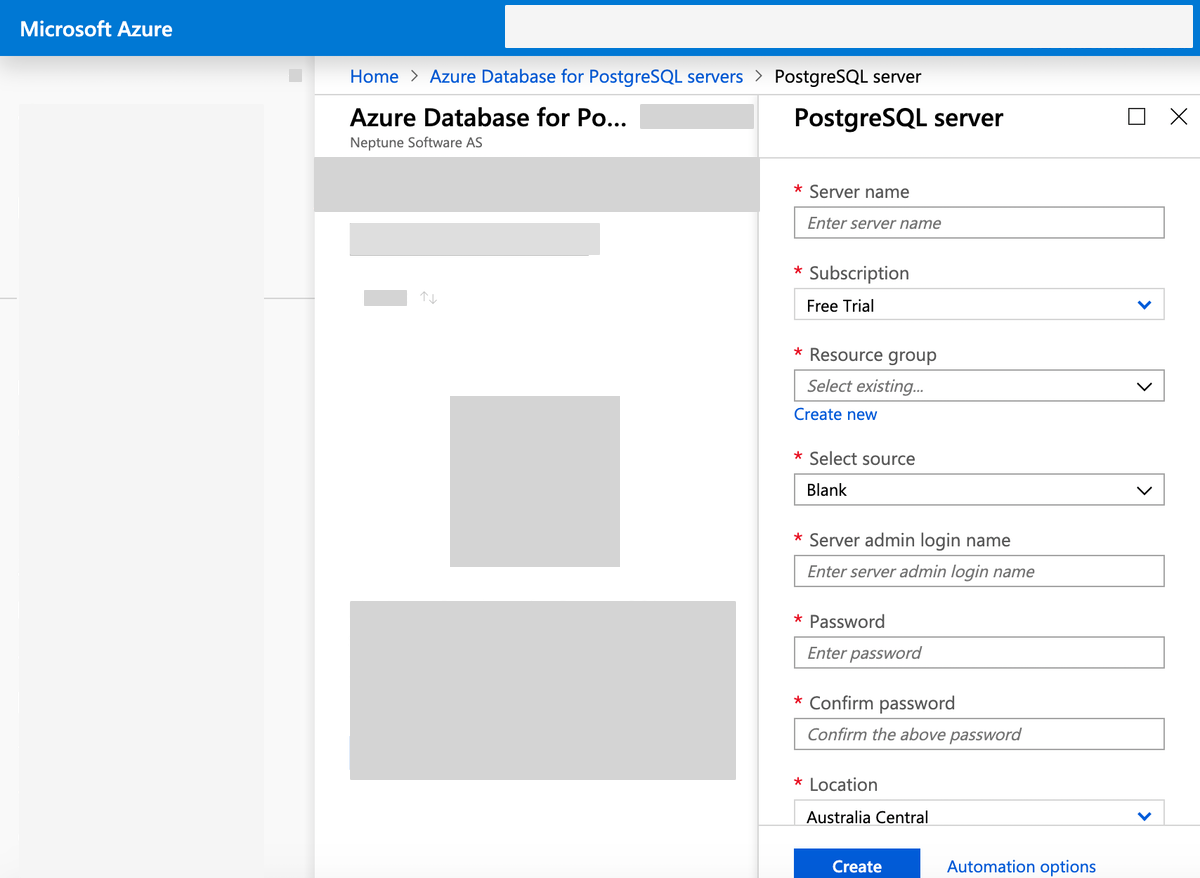 Microsoft Azure
Home > Azure Database for PostgreSQL servers > PostgreSQL server
Azure Database for Po...
Neptune Software AS
PostgreSQL server
* Server name
Enter server name
* Subscription
Free Trial
* Resource group
Select existing...
Create new
* Select source
Blank
* Server admin login name
Enter server admin login name
* Password
Enter password
* Confirm password
Confirm the above password
* Location
Australia Central
Create
Automation options